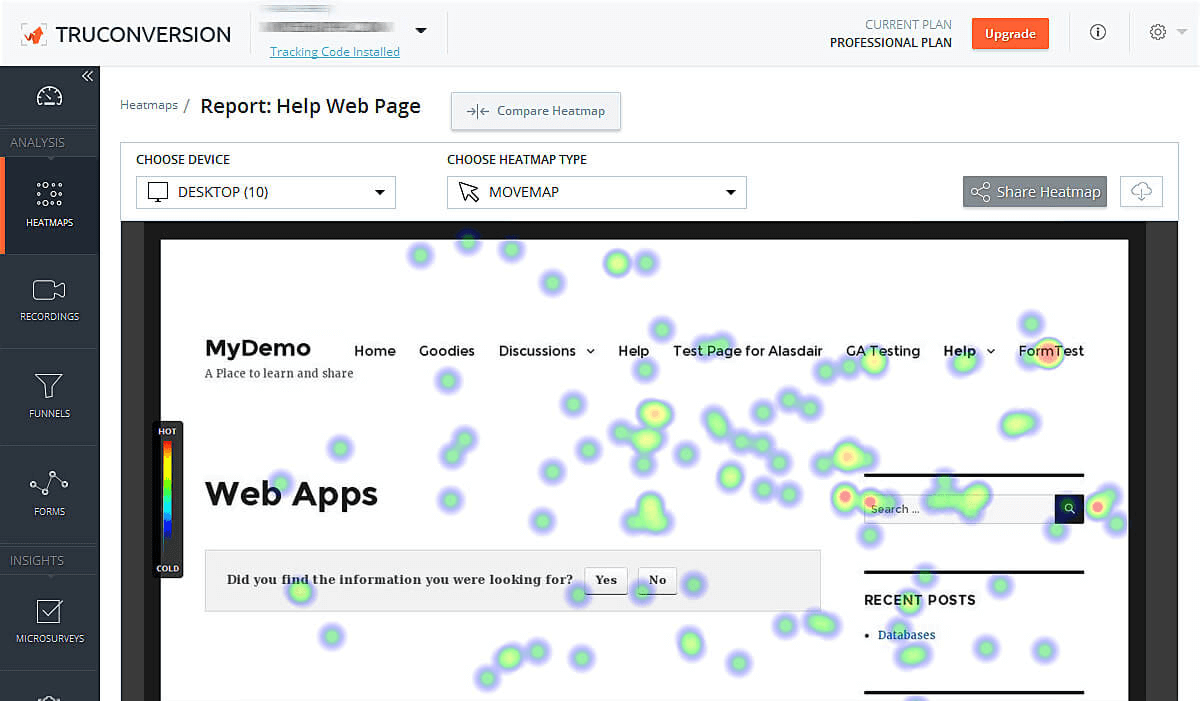 TRUCONVERSION
Tracking Code Installed
CURRENT PLAN
PROFESSIONAL PLAN
Upgrade
ANALYSIS
HEATMAPS
RECORDINGS
FUNNELS
FORMS
INSIGHTS
MICROSURVEYS
Heatmaps / Report: Help Web Page
Compare Heatmap
CHOOSE DEVICE
DESKTOP (10)
CHOOSE HEATMAP TYPE
MOVEMAP
Share Heatmap
MyDemo
A Place to learn and share
Home Goodies Discussions Help Test Page for Alasdair GA Testing Help FormTest
HOT
COLD
Web Apps
Search ...
Did you find the information you were looking for? Yes No
RECENT POSTS
• Databases